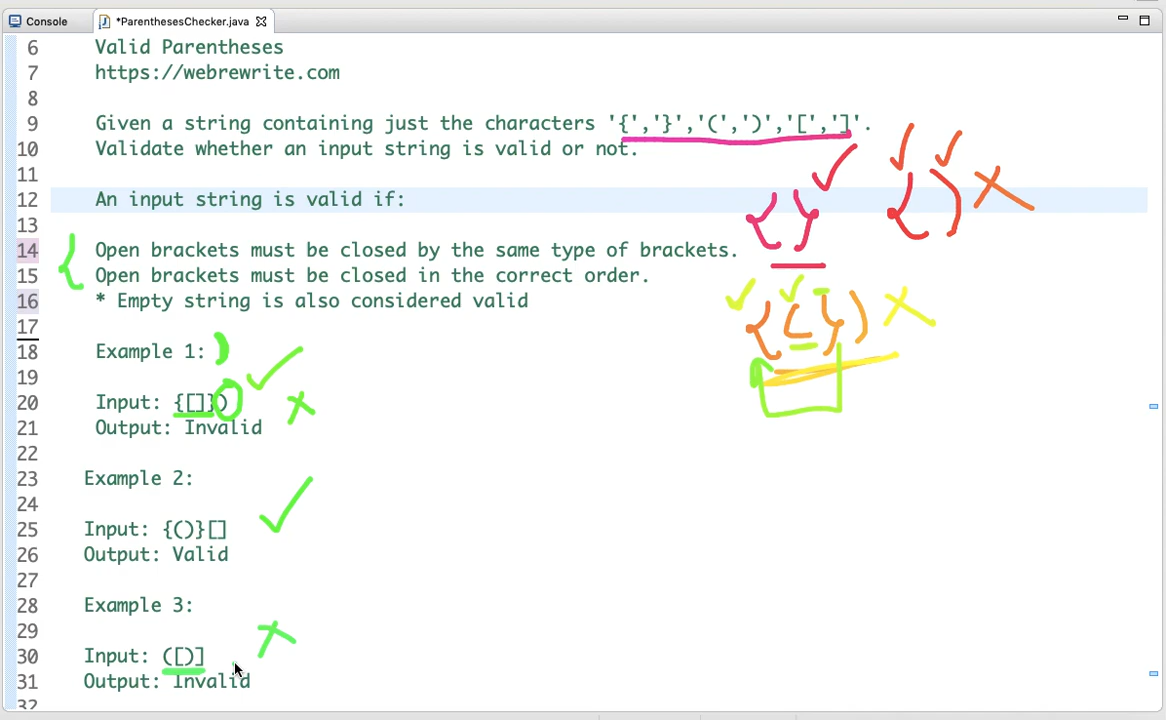 Console *ParenthesesChecker.java
6 Valid Parentheses
7 https://webrewrite.com
8
9 Given a string containing just the characters '{','}','(',')','[',']'.
10 Validate whether an input string is valid or not.
11
12 An input string is valid if:
13
14 Open brackets must be closed by the same type of brackets.
15 Open brackets must be closed in the correct order.
16 * Empty string is also considered valid
17
18 Example 1:
19
20 Input: {[]})
21 Output: Invalid
22
23 Example 2:
24
25 Input: {()}[]
26 Output: Valid
27
28 Example 3:
29
30 Input: ([)]
31 Output: Invalid
32
{ }
{ )
{ [ } )